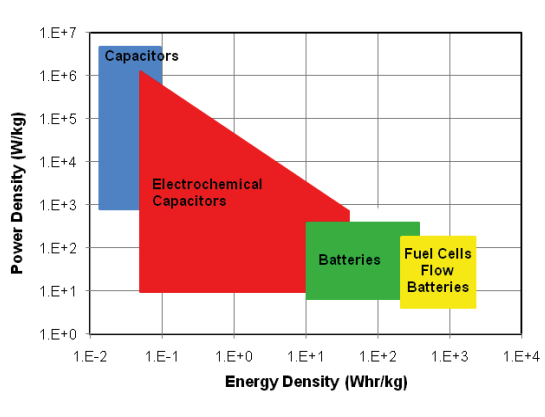 1.E+7
1.E+6
1.E+5
1.E+4
1.E+3
1.E+2
1.E+1
1.E+0
Power Density (W/kg)
Capacitors
Electrochemical
Capacitors
Batteries
Fuel Cells
Flow
Batteries
1.E-2 1.E-1 1.E+0 1.E+1 1.E+2 1.E+3 1.E+4
Energy Density (Whr/kg)